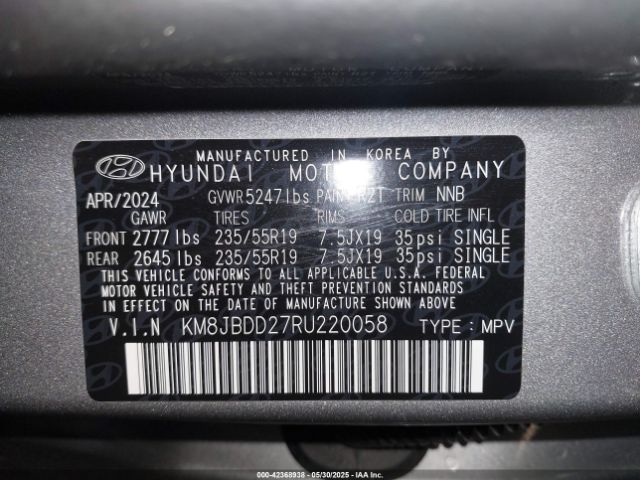 MANUFACTURED IN KOREA BY
HYUNDAI MOTOR COMPANY
APR/2024 GVWR 5247 lbs PAINT R2T TRIM NNB
GAWR TIRES RIMS COLD TIRE INFL
FRONT 2777 lbs 235/55R19 7.5JX19 35psi SINGLE
REAR 2645 lbs 235/55R19 7.5JX19 35psi SINGLE
THIS VEHICLE CONFORMS TO ALL APPLICABLE U.S.A. FEDERAL
MOTOR VEHICLE SAFETY AND THEFT PREVENTION STANDARDS
IN EFFECT ON THE DATE OF MANUFACTURE SHOWN ABOVE.
V.I.N KM8JBDD27RU220058 TYPE : MPV
000-42368938 - 05/30/2025 - IAA Inc.